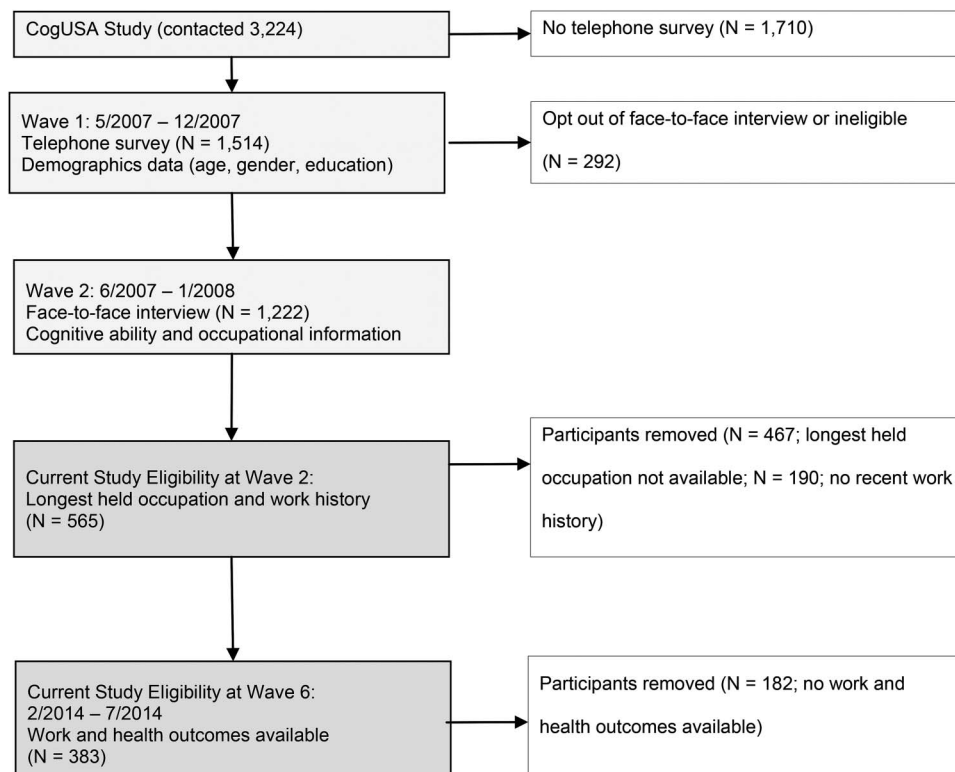 CogUSA Study (contacted 3,224)
No telephone survey (N = 1,710)
Wave 1: 5/2007 – 12/2007
Telephone survey (N = 1,514)
Demographics data (age, gender, education)
Opt out of face-to-face interview or ineligible
(N = 292)
Wave 2: 6/2007 – 1/2008
Face-to-face interview (N = 1,222)
Cognitive ability and occupational information
Current Study Eligibility at Wave 2:
Longest held occupation and work history
(N = 565)
Participants removed (N = 467; longest held
occupation not available; N = 190; no recent work
history)
Current Study Eligibility at Wave 6:
2/2014 – 7/2014
Work and health outcomes available
(N = 383)
Participants removed (N = 182; no work and
health outcomes available)